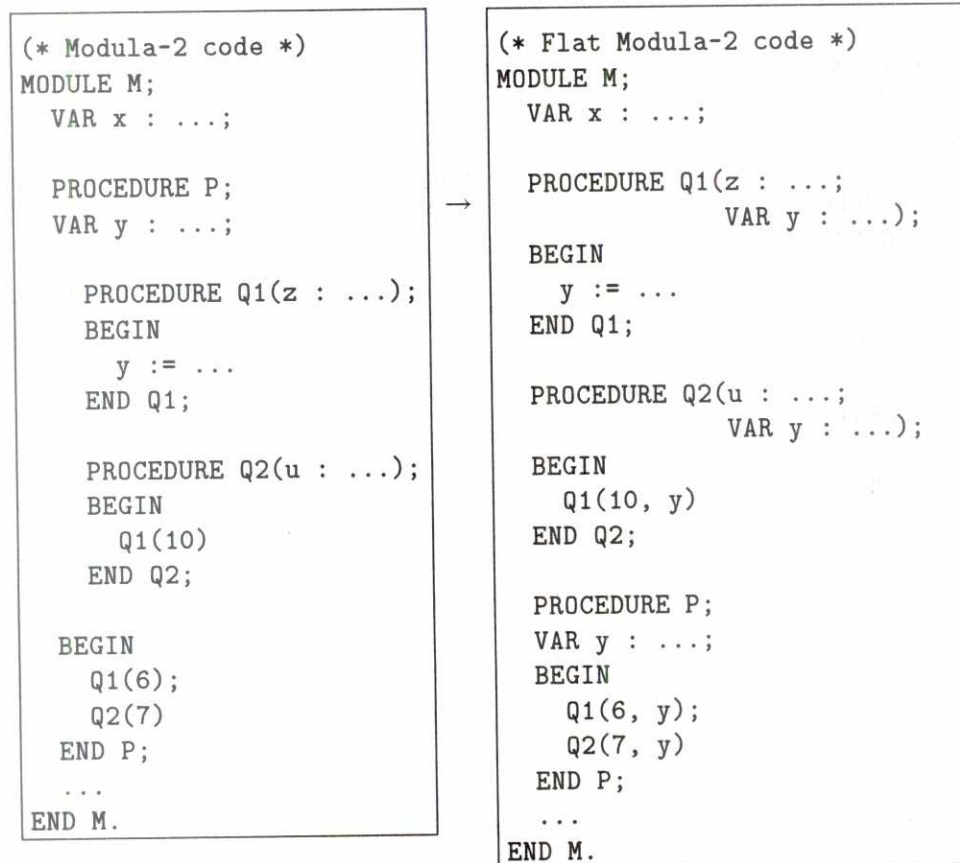 (* Modula-2 code *)
MODULE M;
VAR x : ...;
PROCEDURE P;
VAR y : ...;
PROCEDURE Q1(z : ...);
BEGIN
y := ...
END Q1;
PROCEDURE Q2(u : ...);
BEGIN
Q1(10)
END Q2;
BEGIN
Q1(6);
Q2(7)
END P;
...
END M.
→
(* Flat Modula-2 code *)
MODULE M;
VAR x : ...;
PROCEDURE Q1(z : ...;
VAR y : ...);
BEGIN
y := ...
END Q1;
PROCEDURE Q2(u : ...;
VAR y : ...);
BEGIN
Q1(10, y)
END Q2;
PROCEDURE P;
VAR y : ...;
BEGIN
Q1(6, y);
Q2(7, y)
END P;
...
END M.